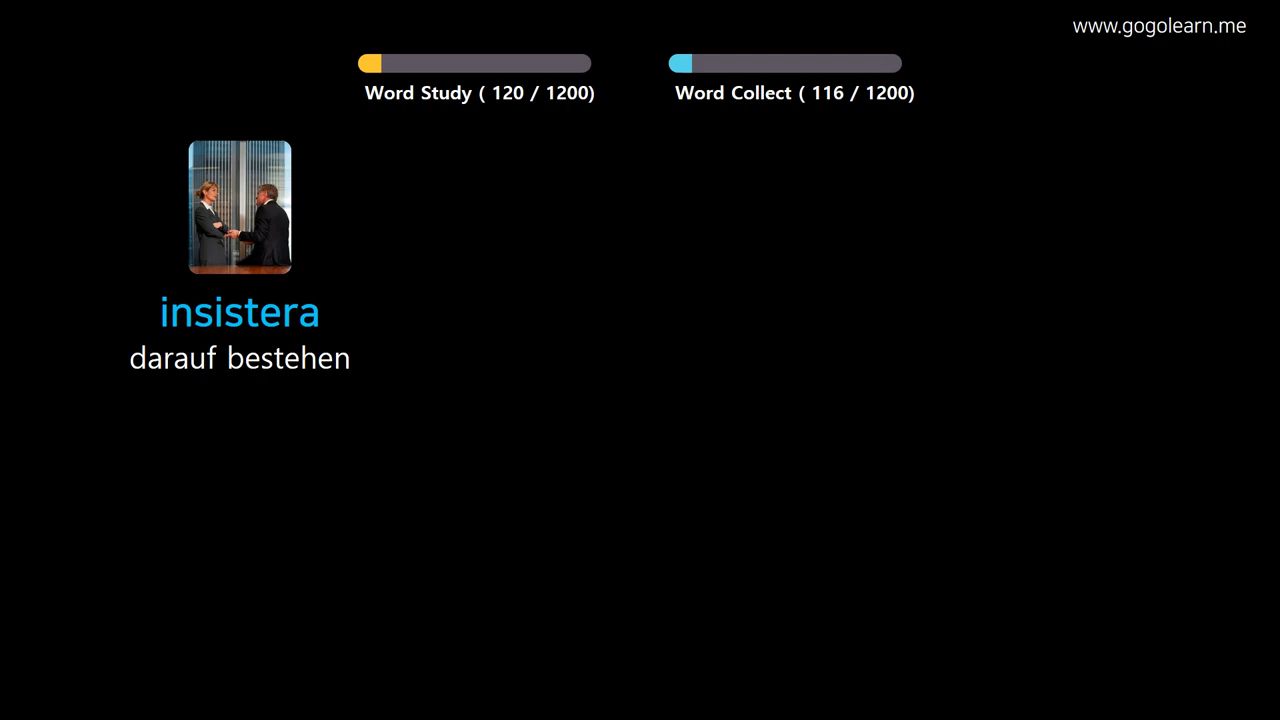 www.gogolearn.me
Word Study ( 120 / 1200)
Word Collect ( 116 / 1200)
insistera
darauf bestehen